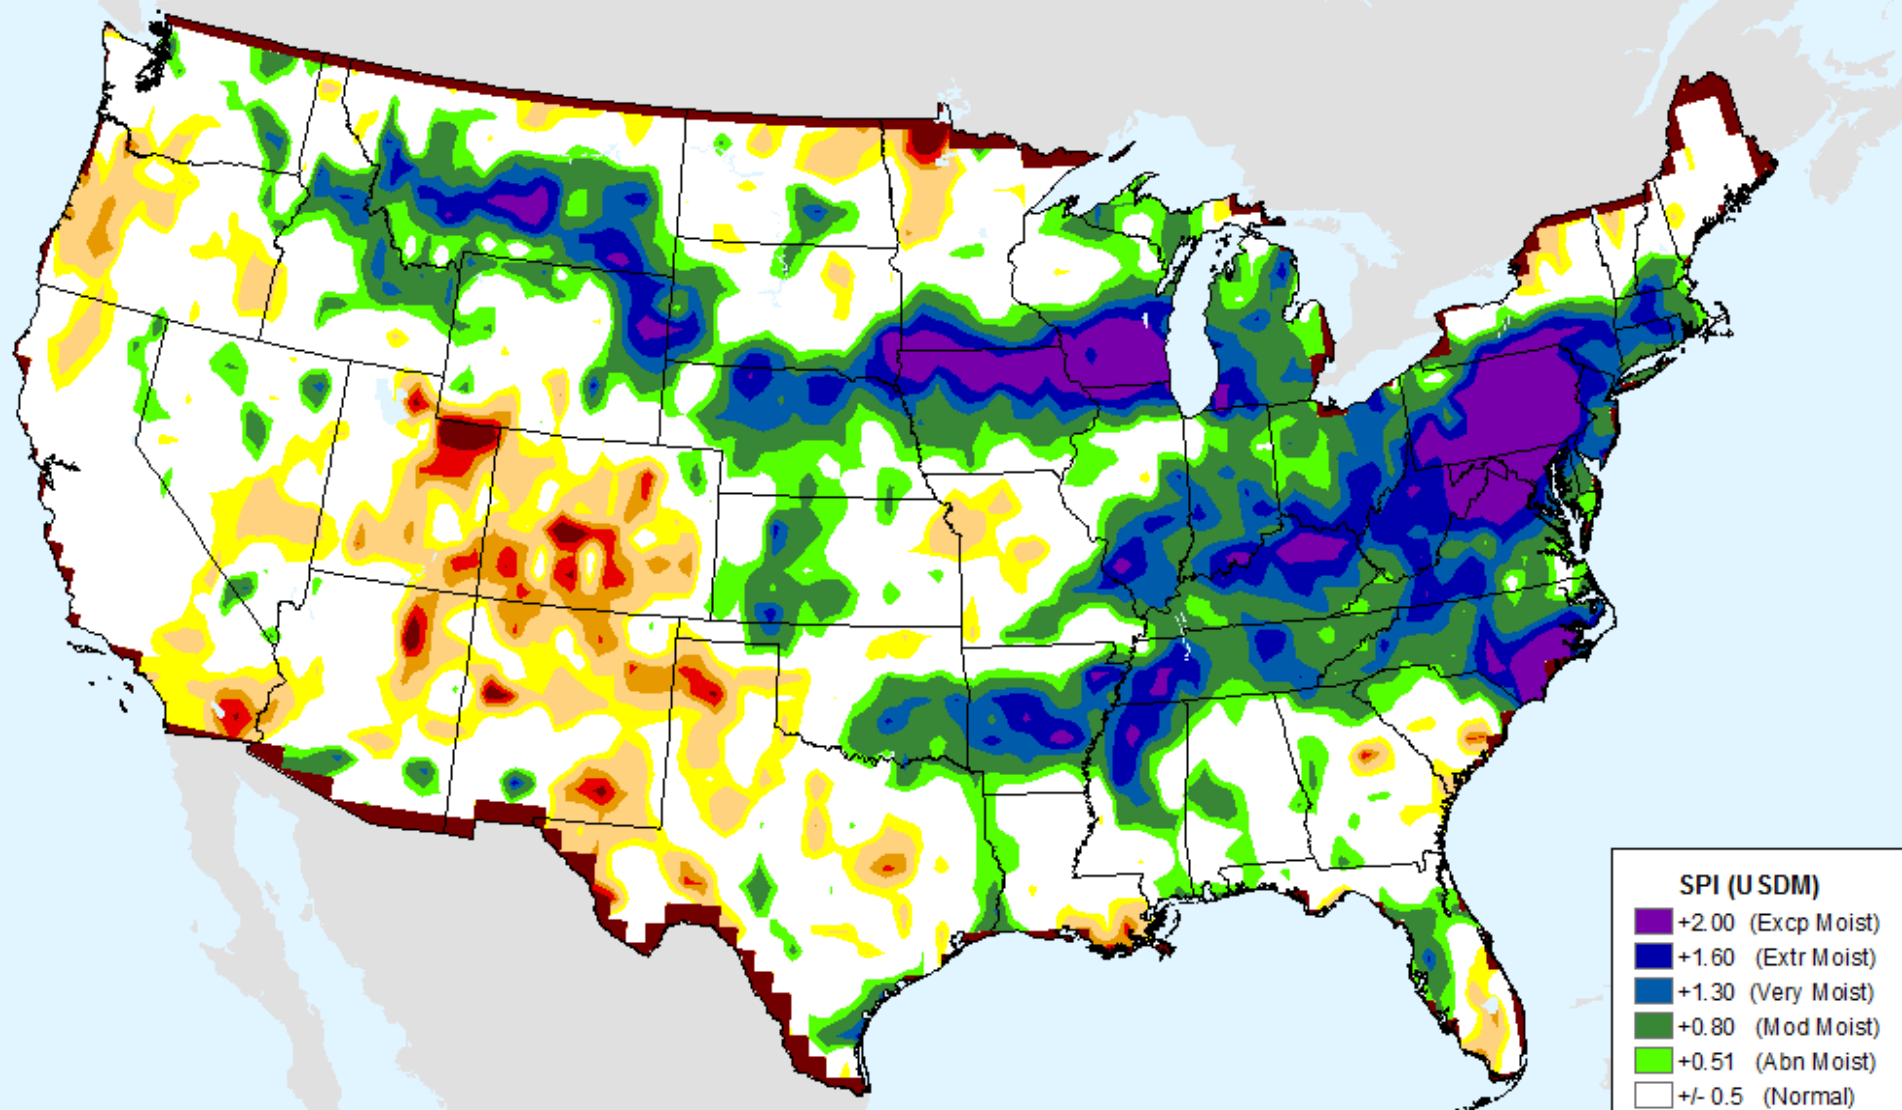 SPI (USDM)
+2.00 (Excp Moist)
+1.60 (Extr Moist)
+1.30 (Very Moist)
+0.80 (Mod Moist)
+0.51 (Abn Moist)
+/- 0.5 (Normal)